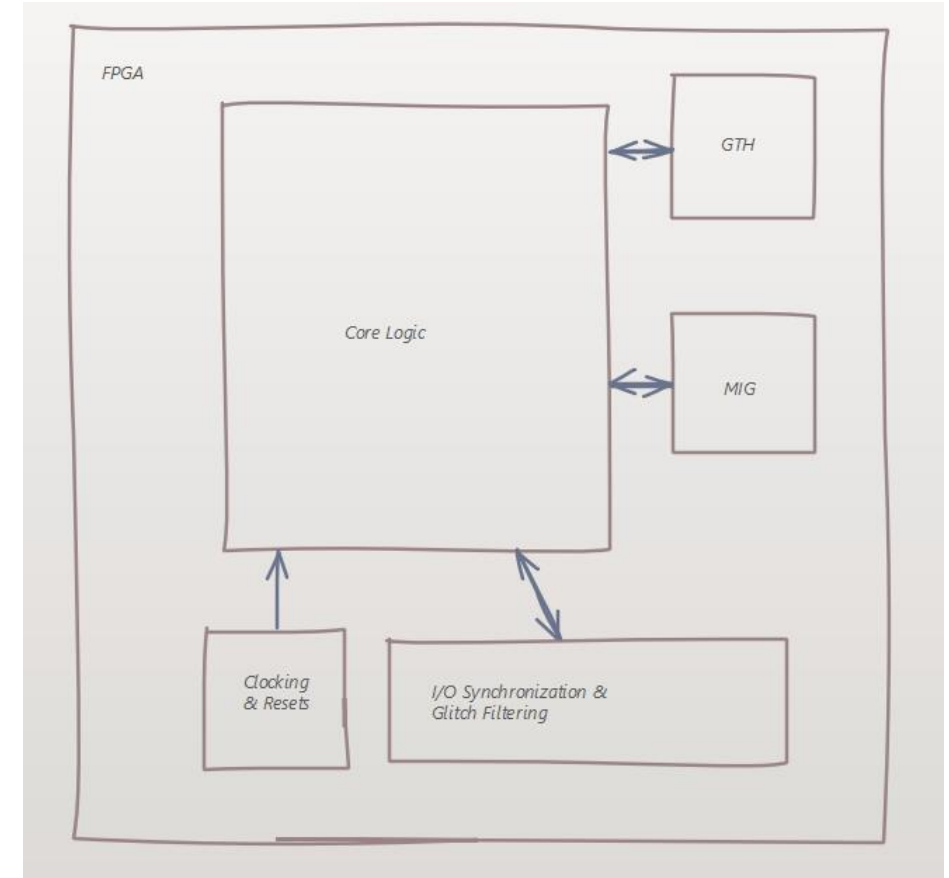 FPGA
GTH
Core Logic
MIG
Clocking
& Resets
I/O Synchronization &
Glitch Filtering